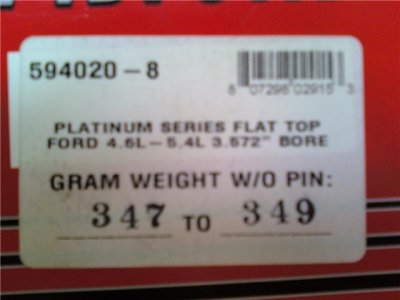 594020-8
8 07296 02915 3
PLATINUM SERIES FLAT TOP
FORD 4.6L-5.4L 3.572" BORE
GRAM WEIGHT W/O PIN:
347 TO 349